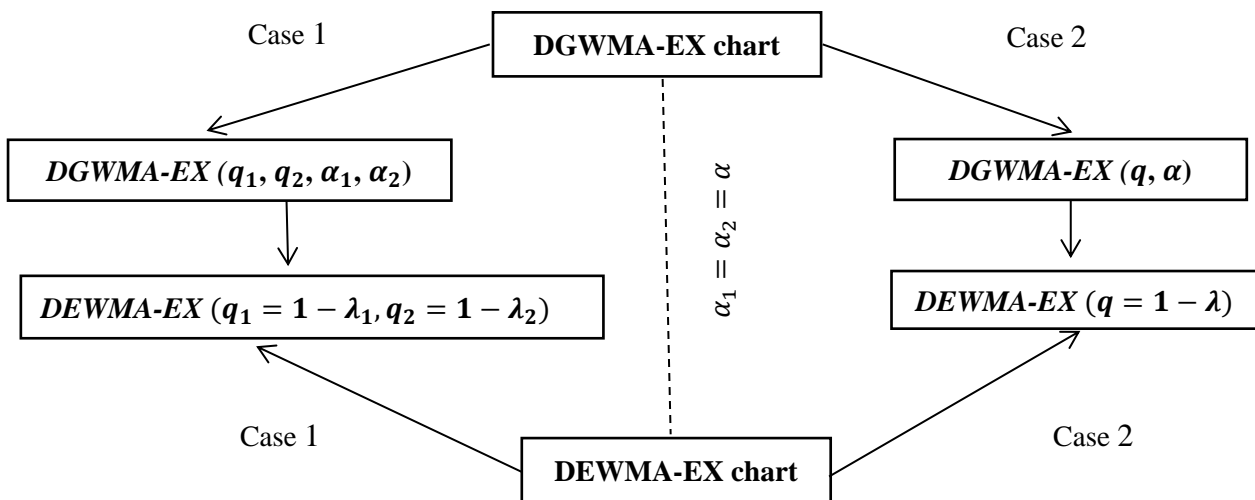 Case 1
DGWMA-EX chart
Case 2
DGWMA-EX (q₁, q₂, α₁, α₂)
DGWMA-EX (q, α)
α₁ = α₂ = α
DEWMA-EX (q₁ = 1 − λ₁, q₂ = 1 − λ₂)
DEWMA-EX (q = 1 − λ)
Case 1
DEWMA-EX chart
Case 2